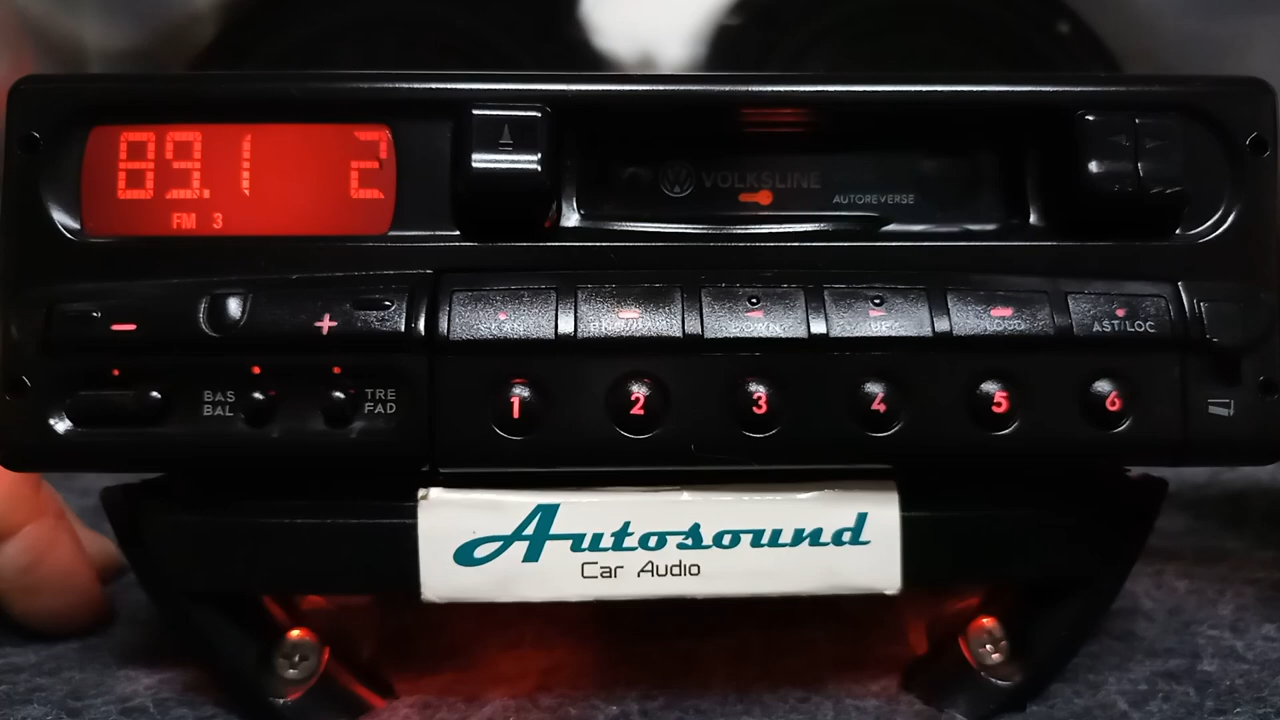 89.1 2
FM 3
VOLKSLINE
AUTOREVERSE
- +
SCAN DOWN UP LOUD AST/LOC
BAS
BAL
TRE
FAD
1 2 3 4 5 6
Autosound
Car Audio